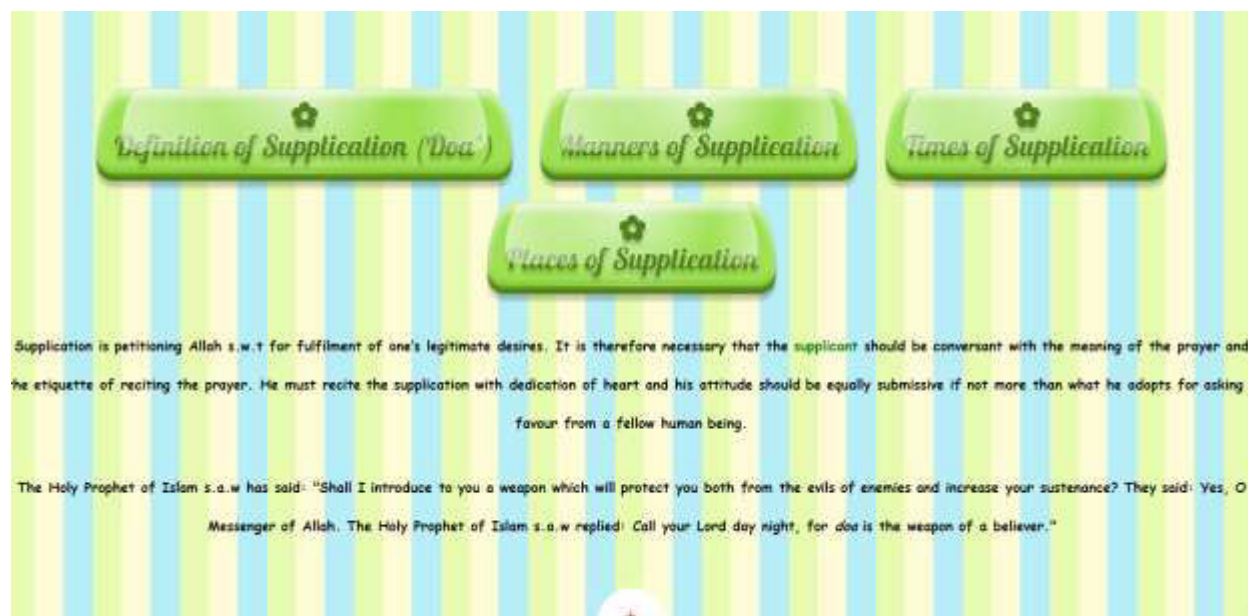 Definition of Supplication ('Doa')
Manners of Supplication
Times of Supplication
Places of Supplication
Supplication is petitioning Allah s.w.t for fulfilment of one's legitimate desires. It is therefore necessary that the supplicant should be conversant with the meaning of the prayer and
he etiquette of reciting the prayer. He must recite the supplication with dedication of heart and his attitude should be equally submissive if not more than what he adopts for asking
favour from a fellow human being.
The Holy Prophet of Islam s.a.w has said: "Shall I introduce to you a weapon which will protect you both from the evils of enemies and increase your sustenance? They said: Yes, O
Messenger of Allah. The Holy Prophet of Islam s.a.w replied: Call your Lord day night, for doa is the weapon of a believer."